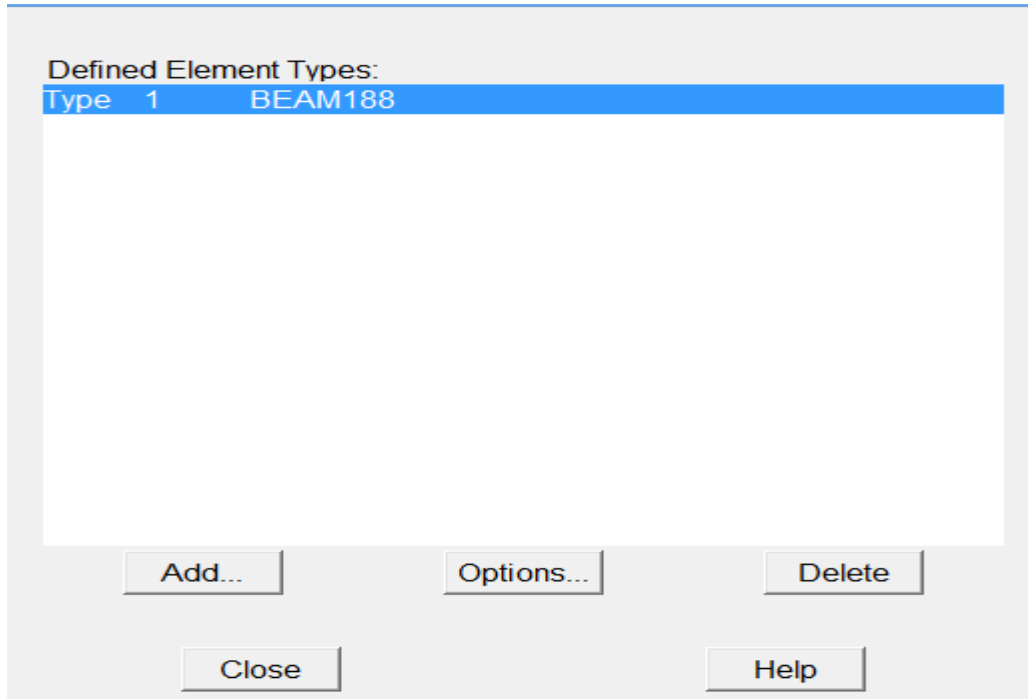 Defined Element Types:
Type 1 BEAM188
Add... Options... Delete
Close Help